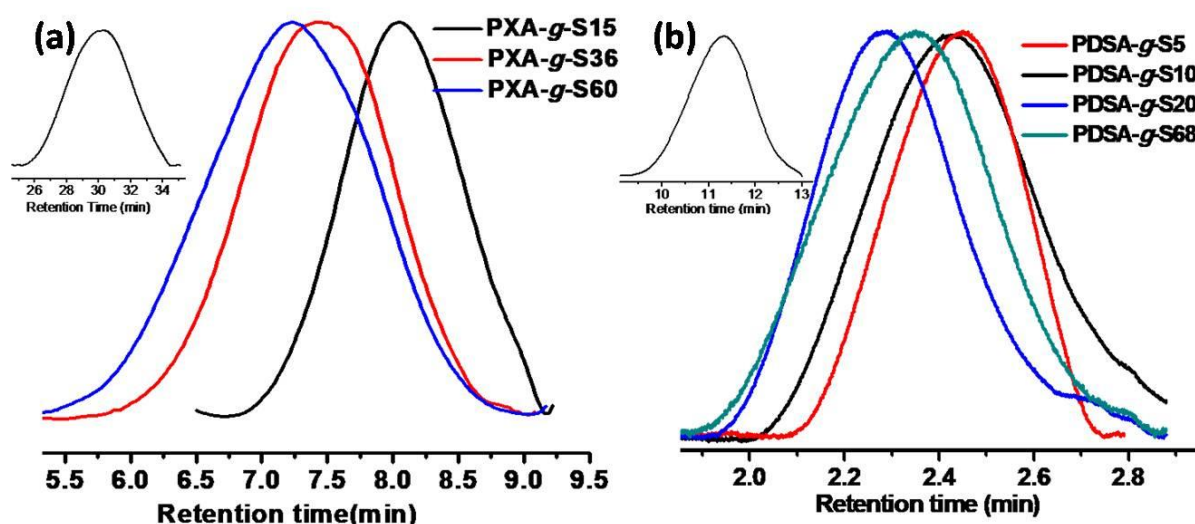 (a)
PXA-g-S15
PXA-g-S36
PXA-g-S60
26 28 30 32 34
Retention Time (min)
5.5 6.0 6.5 7.0 7.5 8.0 8.5 9.0 9.5
Retention time(min)
(b)
PDSA-g-S5
PDSA-g-S10
PDSA-g-S20
PDSA-g-S68
10 11 12 13
Retention time (min)
2.0 2.2 2.4 2.6 2.8
Retention time (min)